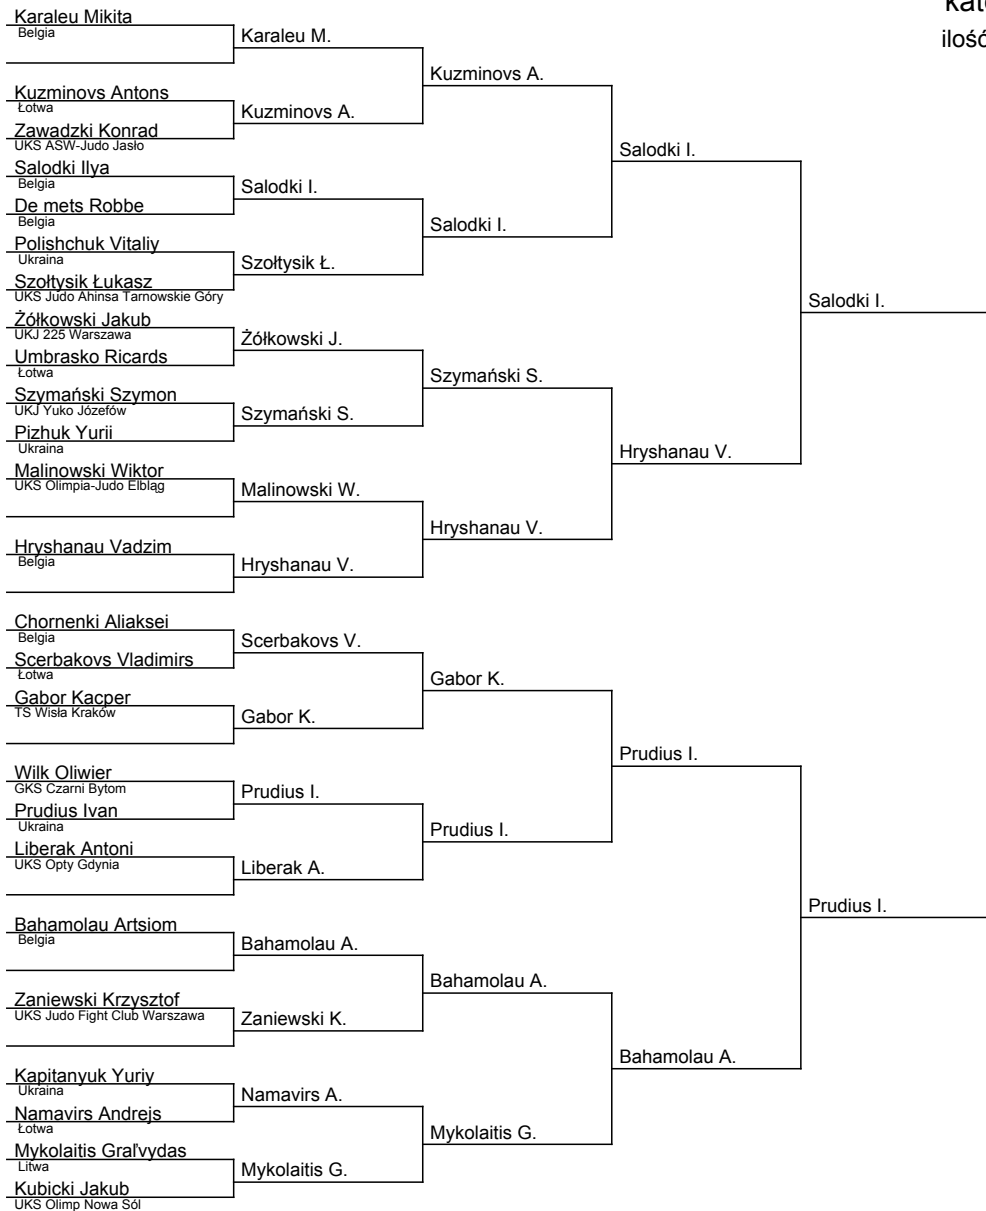 Karaleu Mikita
Belgia
Kuzminovs Antons
Łotwa
Zawadzki Konrad
UKS ASW-Judo Jasło
Salodki Ilya
Belgia
De mets Robbe
Belgia
Polishchuk Vitaliy
Ukraina
Szołtysik Łukasz
UKS Judo Ahinsa Tarnowskie Góry
Żółkowski Jakub
UKJ 225 Warszawa
Umbrasko Ricards
Łotwa
Szymański Szymon
UKJ Yuko Józefów
Pizhuk Yurii
Ukraina
Malinowski Wiktor
UKS Olimpia-Judo Elbląg
Hryshanau Vadzim
Belgia
Chornenki Aliaksei
Belgia
Scerbakovs Vladimirs
Łotwa
Gabor Kacper
TS Wisła Kraków
Wilk Oliwier
GKS Czarni Bytom
Prudius Ivan
Ukraina
Liberak Antoni
UKS Opty Gdynia
Bahamolau Artsiom
Belgia
Zaniewski Krzysztof
UKS Judo Fight Club Warszawa
Kapitanyuk Yuriy
Ukraina
Namavirs Andrejs
Łotwa
Mykolaitis Graľvydas
Litwa
Kubicki Jakub
UKS Olimp Nowa Sól
Karaleu M.
Kuzminovs A.
Salodki I.
Szołtysik Ł.
Żółkowski J.
Szymański S.
Malinowski W.
Hryshanau V.
Scerbakovs V.
Gabor K.
Prudius I.
Liberak A.
Bahamolau A.
Zaniewski K.
Namavirs A.
Mykolaitis G.
Kuzminovs A.
Salodki I.
Szymański S.
Hryshanau V.
Gabor K.
Prudius I.
Bahamolau A.
Mykolaitis G.
Salodki I.
Hryshanau V.
Prudius I.
Bahamolau A.
Salodki I.
Prudius I.
ilość